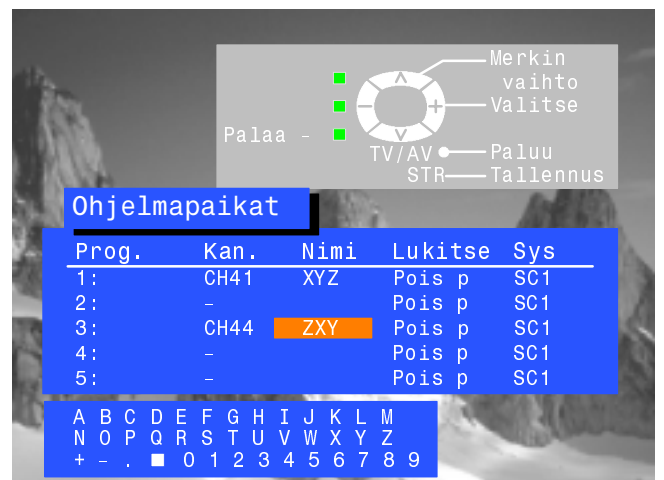 Merkin
vaihto
Valitse
Palaa -
TV/AV Paluu
STR Tallennus
Ohjelmapaikat
Prog. Kan. Nimi Lukitse Sys
1: CH41 XYZ Pois p SC1
2: - Pois p SC1
3: CH44 ZXY Pois p SC1
4: - Pois p SC1
5: - Pois p SC1
A B C D E F G H I J K L M
N O P Q R S T U V W X Y Z
+ - . ■ 0 1 2 3 4 5 6 7 8 9